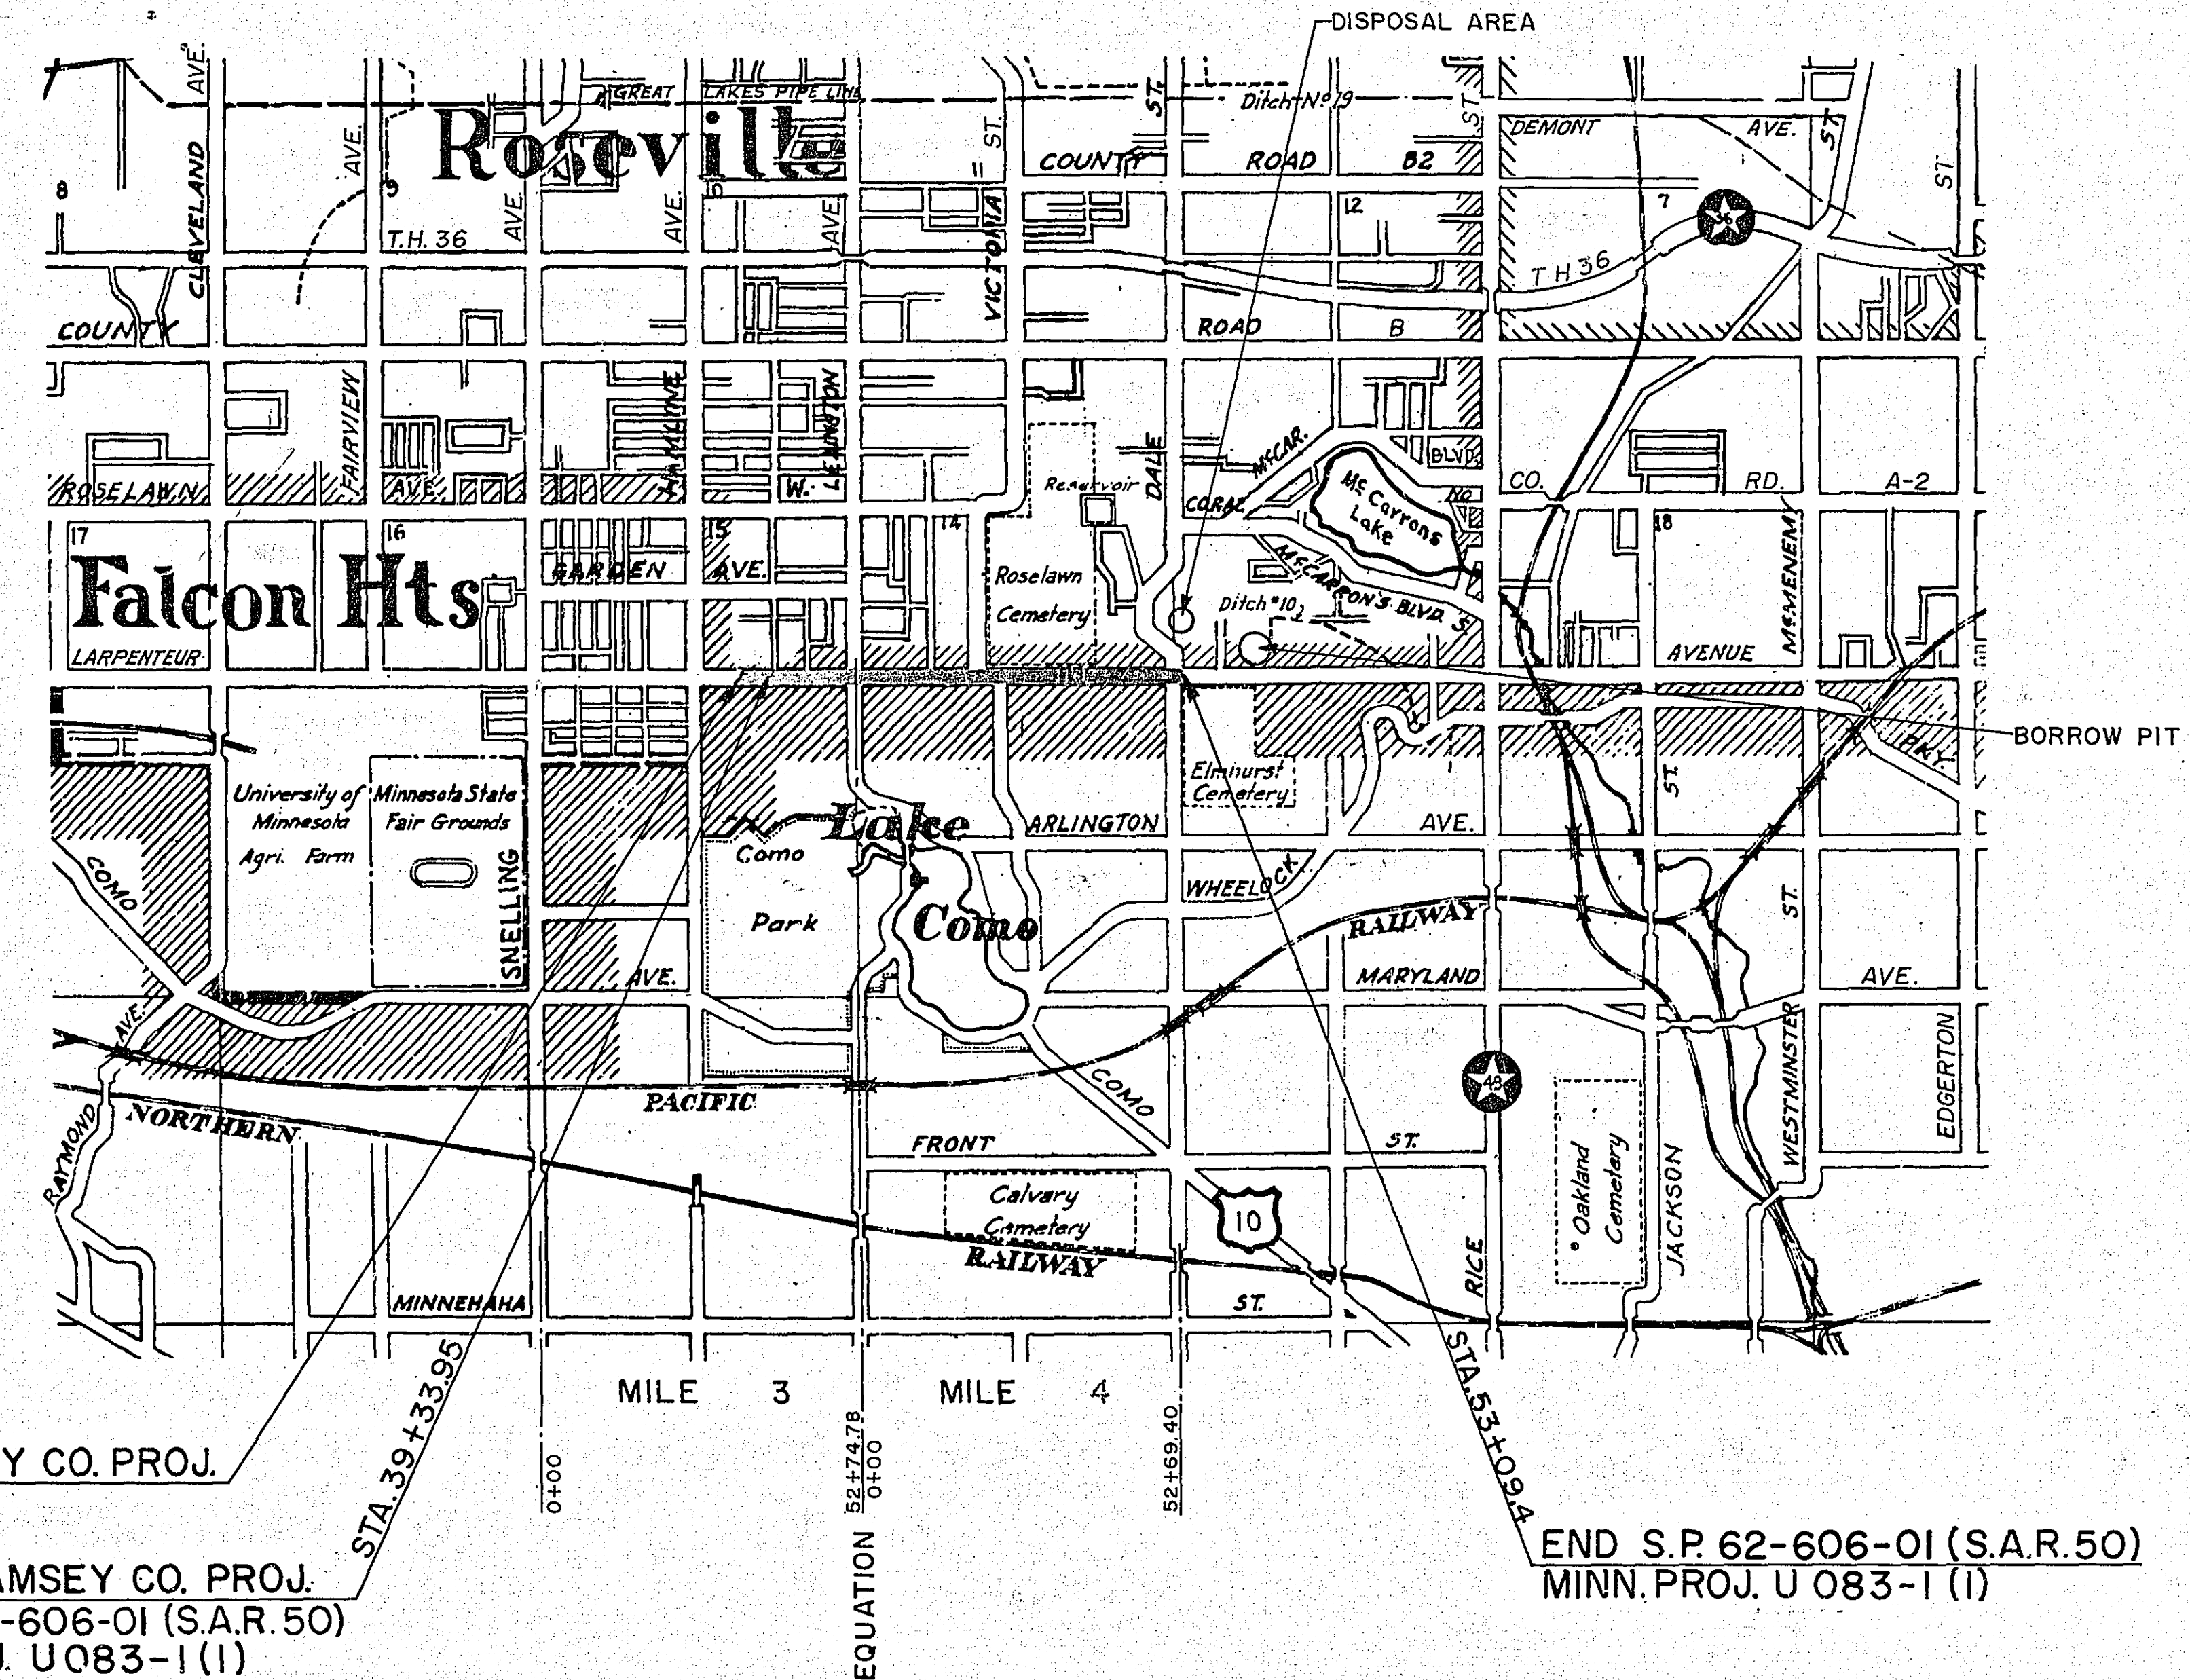 DISPOSAL AREA
GREAT LAKES PIPE LINE
Ditch No 19
Roseville
DEMONT AVE.
COUNTY ROAD B2
CLEVELAND AVE.
AVE.
AVE.
AVE.
AVE.
ST.
ST.
ST
ST
ST
8
9
12
7
36
T.H. 36
T H 36
VICTORIA
COUNTY ROAD B
FAIRVIEW
HAMLINE
LEXINGTON
DALE
McCAR.
BLVD.
ROSELAWN AVE. W.
Reservoir
McCarrons
Lake
CO. RD. A-2
17
16
15
14
18
McMENEMY
Falcon Hts
GARDEN AVE.
Roselawn
Cemetery
McCARRON'S BLVD. S.
Ditch #10
LARPENTEUR AVENUE
BORROW PIT
PKY.
University of
Minnesota
Agri. Farm
Minnesota State
Fair Grounds
SNELLING
Elmhurst
Cemetery
Lake
Como
Como
Park
ARLINGTON AVE.
ST.
COMO AVE.
WHEELOCK
RAILWAY
ST.
AVE.
MARYLAND AVE.
WESTMINSTER
EDGERTON
RAYMOND
NORTHERN PACIFIC
COMO
49
FRONT ST.
Calvary
Cemetery
RAILWAY
10
RICE
Oakland
Cemetery
JACKSON
MINNEHAHA ST.
MILE 3 MILE 4
0+00
52+74.78
0+00
52+69.40
EQUATION
STA. 39+33.95
STA. 53+09.4
Y CO. PROJ.
AMSEY CO. PROJ.
-606-01 (S.A.R. 50)
U 083-1 (1)
END S.P. 62-606-01 (S.A.R. 50)
MINN. PROJ. U 083-1 (1)